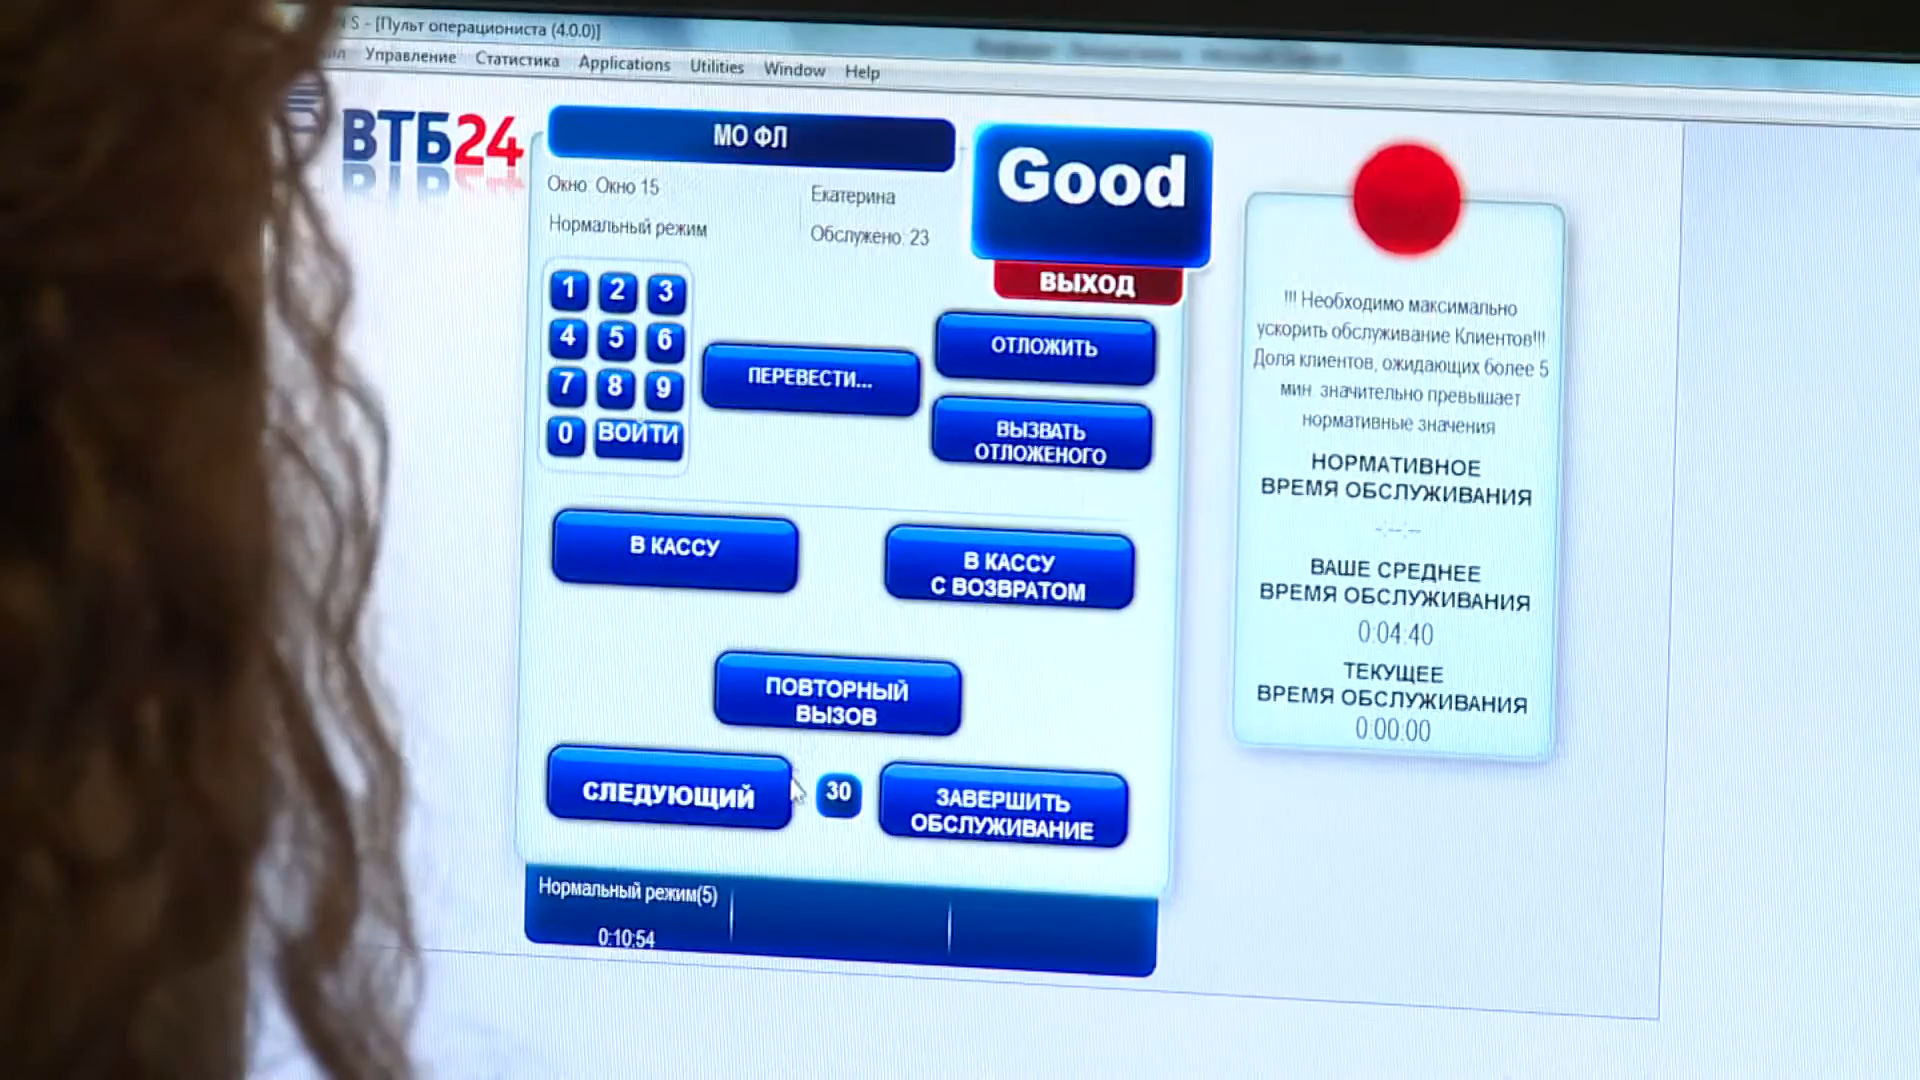 S - [Пульт операциониста (4.0.0)]
Управление Статистика Applications Utilities Window Help
ВТБ24
МО ФЛ
Good
Окно: Окно 15
Екатерина
Нормальный режим
Обслужено: 23
ВЫХОД
1 2 3
4 5 6
7 8 9
0 ВОЙТИ
ПЕРЕВЕСТИ...
ОТЛОЖИТЬ
ВЫЗВАТЬ
ОТЛОЖЕНОГО
В КАССУ
В КАССУ
С ВОЗВРАТОМ
ПОВТОРНЫЙ
ВЫЗОВ
СЛЕДУЮЩИЙ
30
ЗАВЕРШИТЬ
ОБСЛУЖИВАНИЕ
Нормальный режим(5)
0:10:54
!!! Необходимо максимально
ускорить обслуживание Клиентов!!!
Доля клиентов, ожидающих более 5
мин значительно превышает
нормативные значения
НОРМАТИВНОЕ
ВРЕМЯ ОБСЛУЖИВАНИЯ
-:--:--
ВАШЕ СРЕДНЕЕ
ВРЕМЯ ОБСЛУЖИВАНИЯ
0:04:40
ТЕКУЩЕЕ
ВРЕМЯ ОБСЛУЖИВАНИЯ
0:00:00